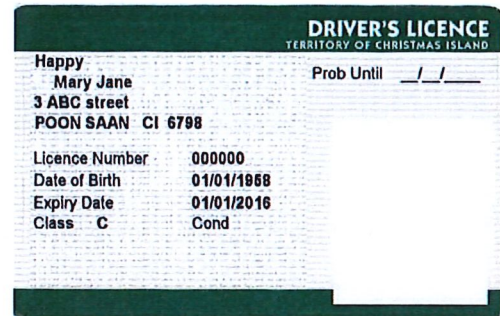 DRIVER'S LICENCE
TERRITORY OF CHRISTMAS ISLAND
Happy
Mary Jane
3 ABC street
POON SAAN CI 6798
Prob Until __/__/____
Licence Number 000000
Date of Birth 01/01/1958
Expiry Date 01/01/2016
Class C Cond